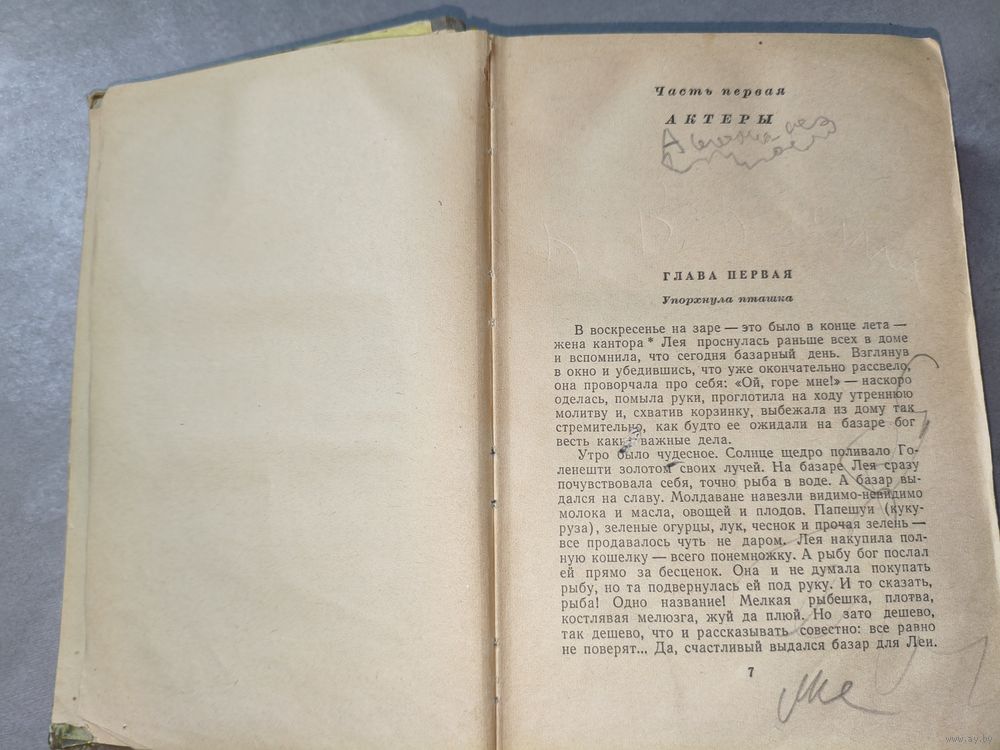 Часть первая
АКТЕРЫ
ГЛАВА ПЕРВАЯ
Упорхнула пташка
В воскресенье на заре — это было в конце лета —
жена кантора * Лея проснулась раньше всех в доме
и вспомнила, что сегодня базарный день. Взглянув
в окно и убедившись, что уже окончательно рассвело,
она проворчала про себя: «Ой, горе мне!» — наскоро
оделась, помыла руки, проглотила на ходу утреннюю
молитву и, схватив корзинку, выбежала из дому так
стремительно, как будто ее ожидали на базаре бог
весть какие важные дела.
Утро было чудесное. Солнце щедро поливало Го-
ленешти золотом своих лучей. На базаре Лея сразу
почувствовала себя, точно рыба в воде. А базар вы-
дался на славу. Молдаване навезли видимо-невидимо
молока и масла, овощей и плодов. Папешуи (куку-
руза), зеленые огурцы, лук, чеснок и прочая зелень —
все продавалось чуть не даром. Лея накупила пол-
ную кошелку — всего понемножку. А рыбу бог послал
ей прямо за бесценок. Она и не думала покупать
рыбу, но та подвернулась ей под руку. И то сказать,
рыба! Одно название! Мелкая рыбешка, плотва,
костлявая мелюзга, жуй да плюй. Но зато дешево,
так дешево, что и рассказывать совестно: все равно
не поверят... Да, счастливый выдался базар для Леи.
7
www.ay.by